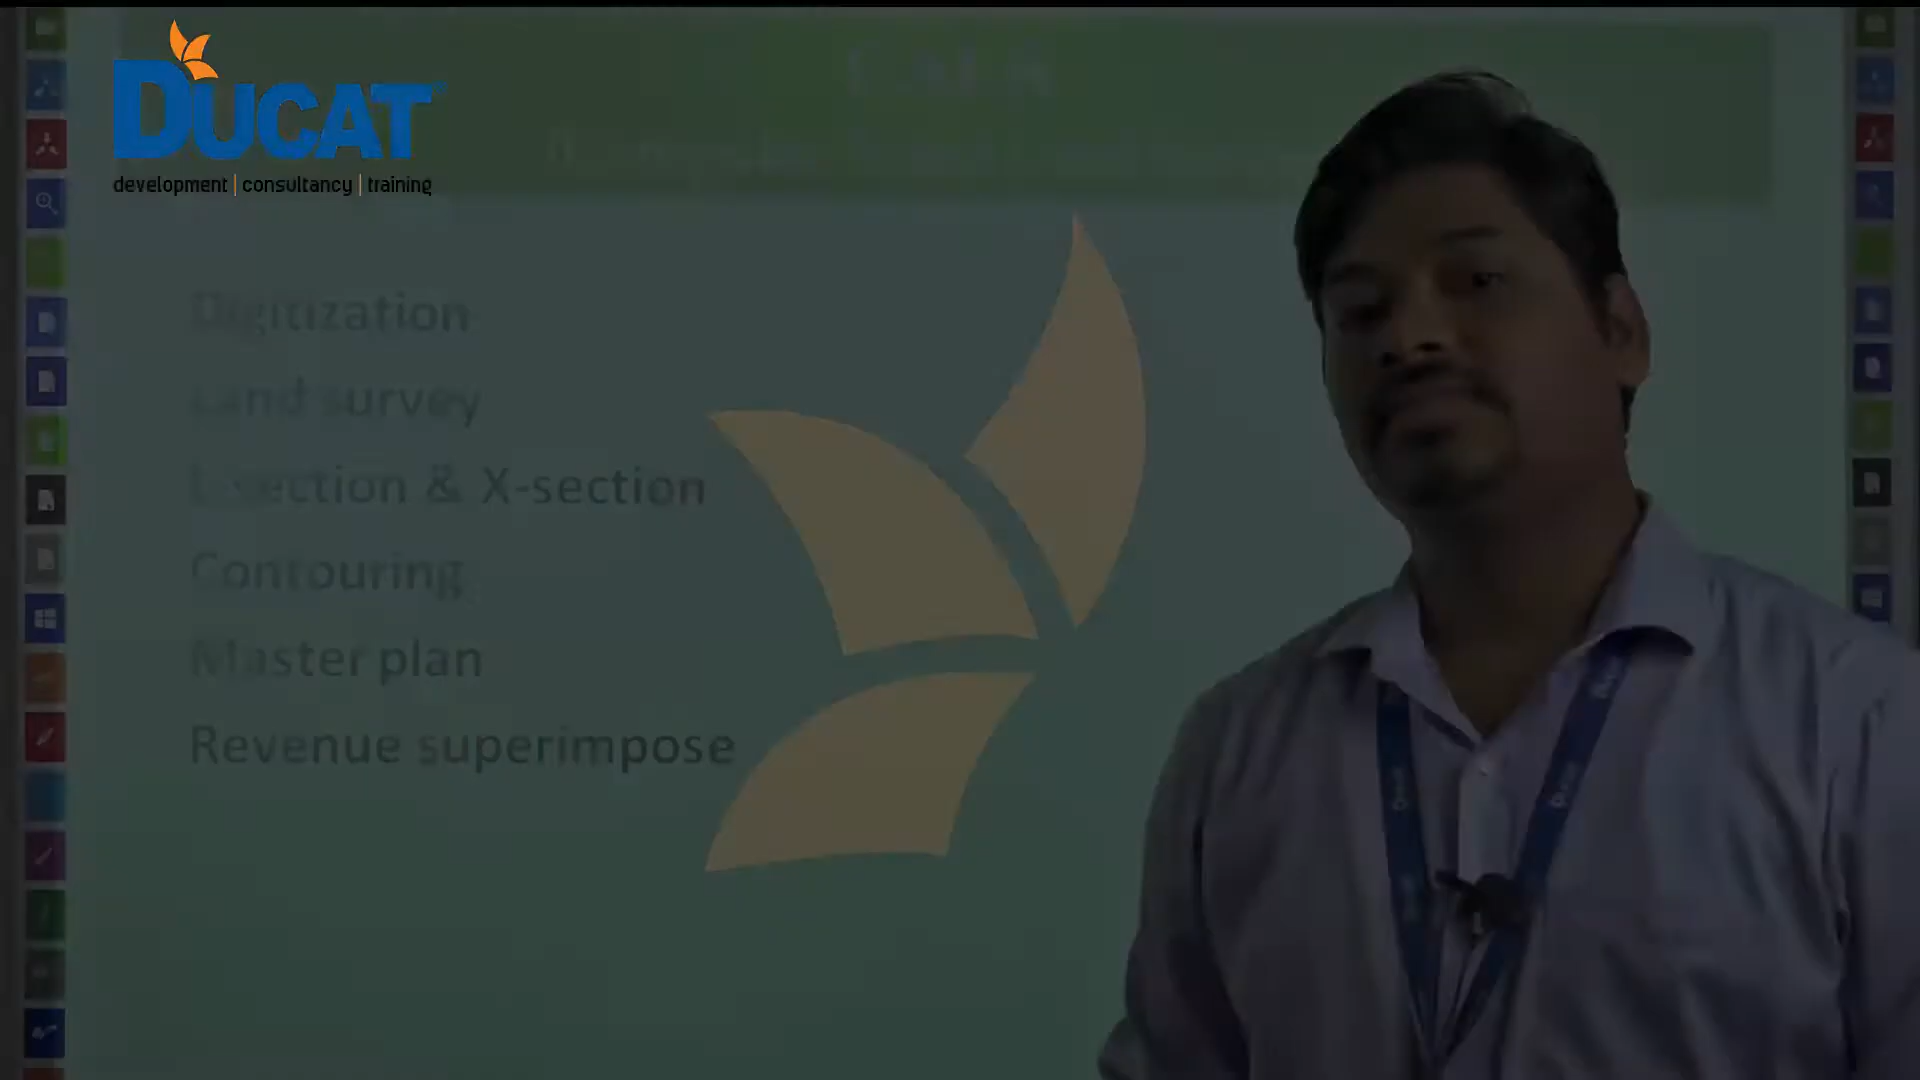 DUCAT
development | consultancy | training
Digitization
Land survey
L-section & X-section
Contouring
Master plan
Revenue superimpose